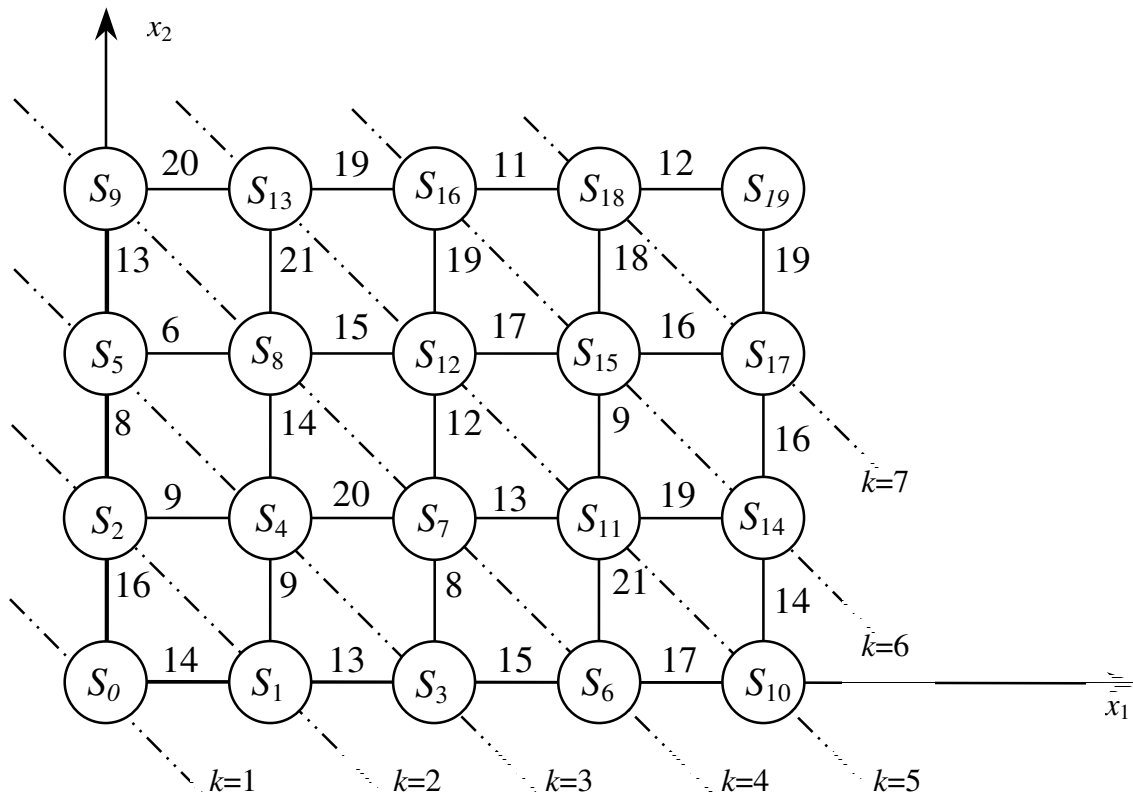 x₂
20 19 11 12
S₉ S₁₃ S₁₆ S₁₈ S₁₉
13 21 19 18 19
6 15 17 16
S₅ S₈ S₁₂ S₁₅ S₁₇
8 14 12 9 16
k=7
9 20 13 19
S₂ S₄ S₇ S₁₁ S₁₄
16 9 8 21 14
k=6
14 13 15 17
S₀ S₁ S₃ S₆ S₁₀
x₁
k=1 k=2 k=3 k=4 k=5